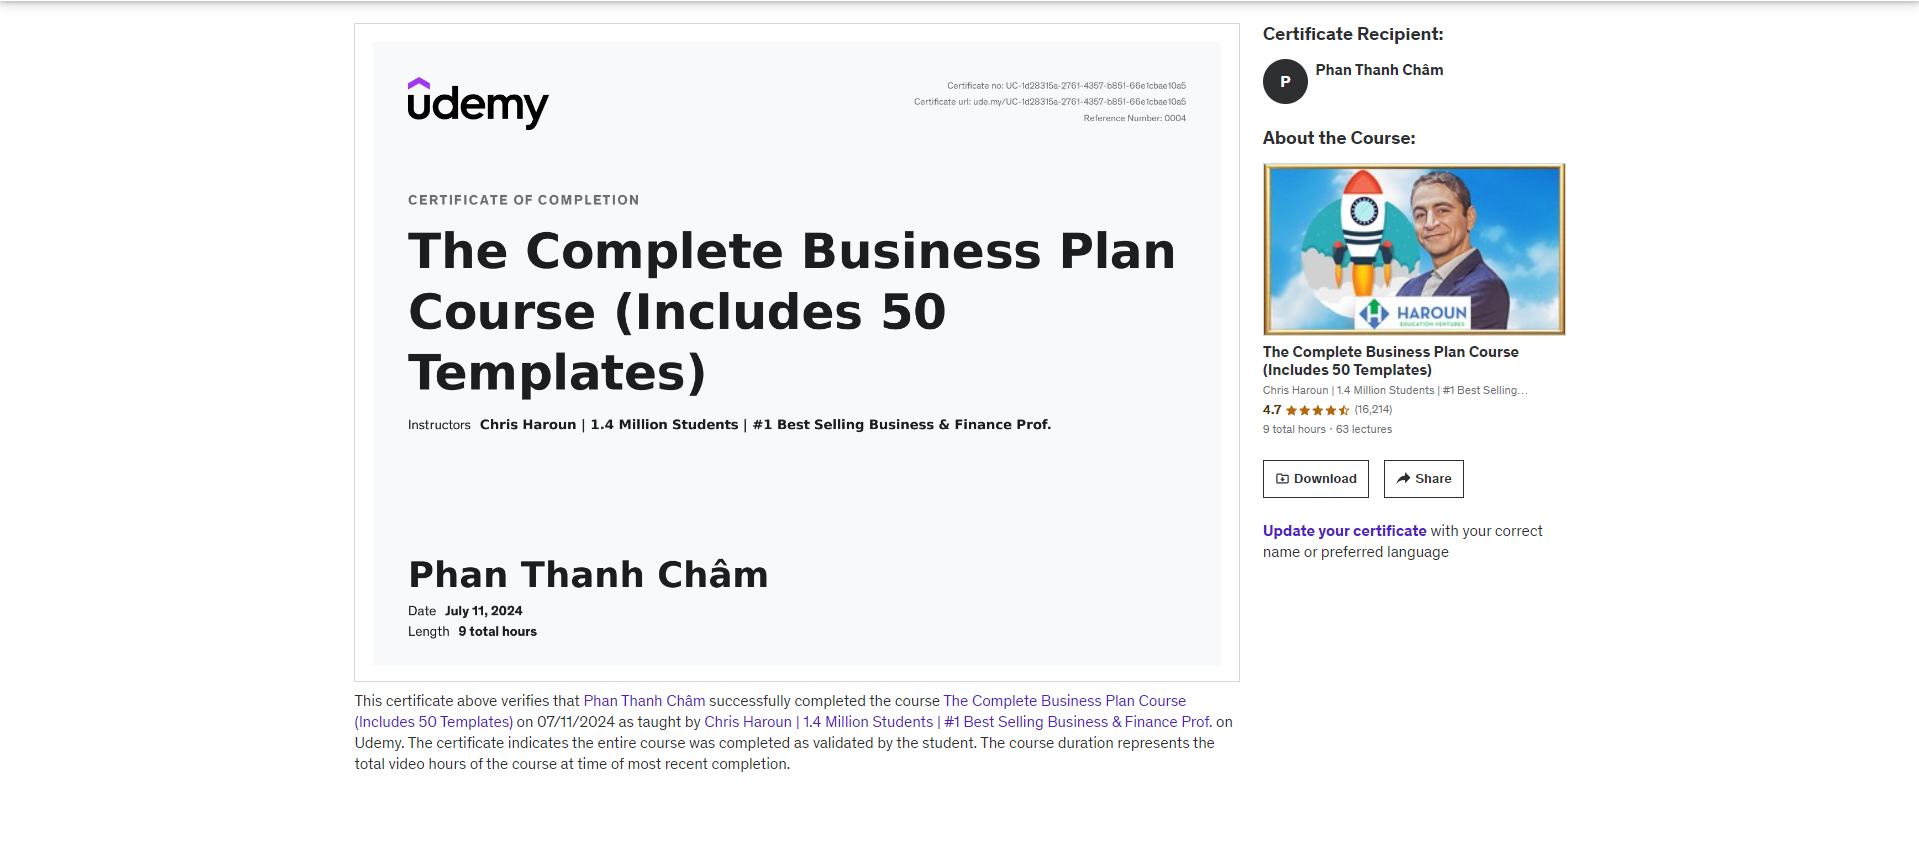 udemy
Certificate no: UC-1d28315a-2761-4357-b851-66e1cbae10a5
Certificate url: ude.my/UC-1d28315a-2761-4357-b851-66e1cbae10a5
Reference Number: 0004
CERTIFICATE OF COMPLETION
The Complete Business Plan
Course (Includes 50
Templates)
Instructors Chris Haroun | 1.4 Million Students | #1 Best Selling Business & Finance Prof.
Phan Thanh Châm
Date July 11, 2024
Length 9 total hours
This certificate above verifies that Phan Thanh Châm successfully completed the course The Complete Business Plan Course
(Includes 50 Templates) on 07/11/2024 as taught by Chris Haroun | 1.4 Million Students | #1 Best Selling Business & Finance Prof. on
Udemy. The certificate indicates the entire course was completed as validated by the student. The course duration represents the
total video hours of the course at time of most recent completion.
Certificate Recipient:
P
Phan Thanh Châm
About the Course:
HAROUN
EDUCATION VENTURES
The Complete Business Plan Course
(Includes 50 Templates)
Chris Haroun | 1.4 Million Students | #1 Best Selling...
4.7 (16,214)
9 total hours · 63 lectures
Download
Share
Update your certificate with your correct
name or preferred language